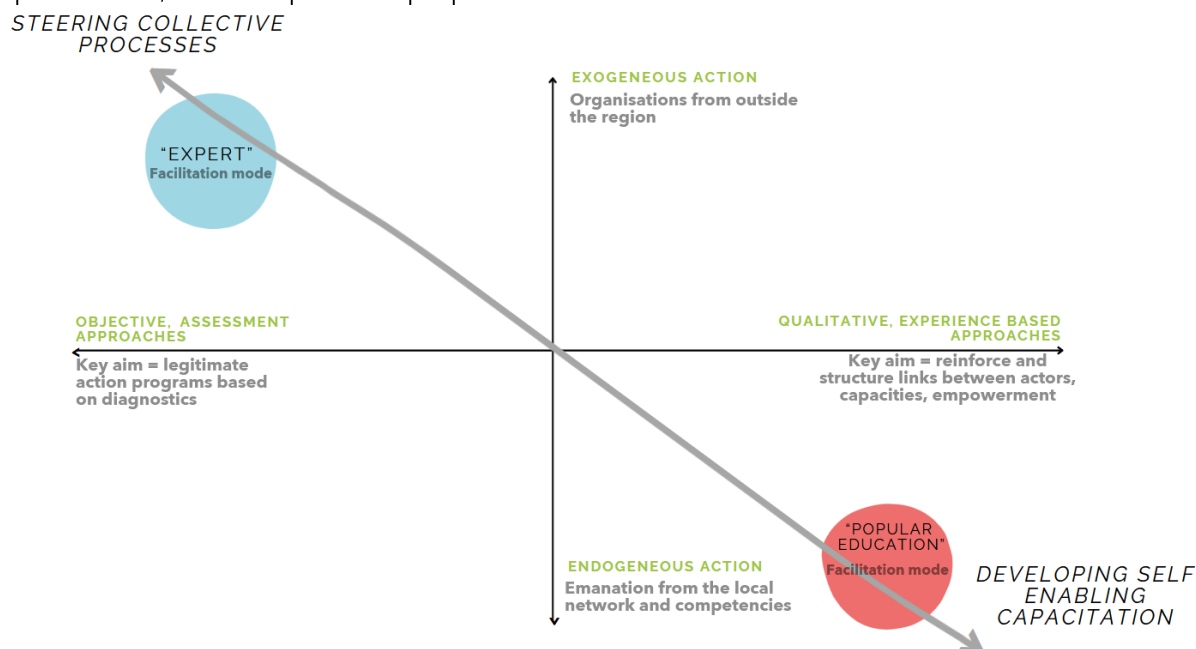 STEERING COLLECTIVE
PROCESSES
EXOGENEOUS ACTION
Organisations from outside
the region
“EXPERT”
Facilitation mode
OBJECTIVE, ASSESSMENT
APPROACHES
Key aim = legitimate
action programs based
on diagnostics
QUALITATIVE, EXPERIENCE BASED
APPROACHES
Key aim = reinforce and
structure links between actors,
capacities, empowerment
“POPULAR
EDUCATION”
Facilitation mode
ENDOGENEOUS ACTION
Emanation from the local
network and competencies
DEVELOPING SELF
ENABLING
CAPACITATION